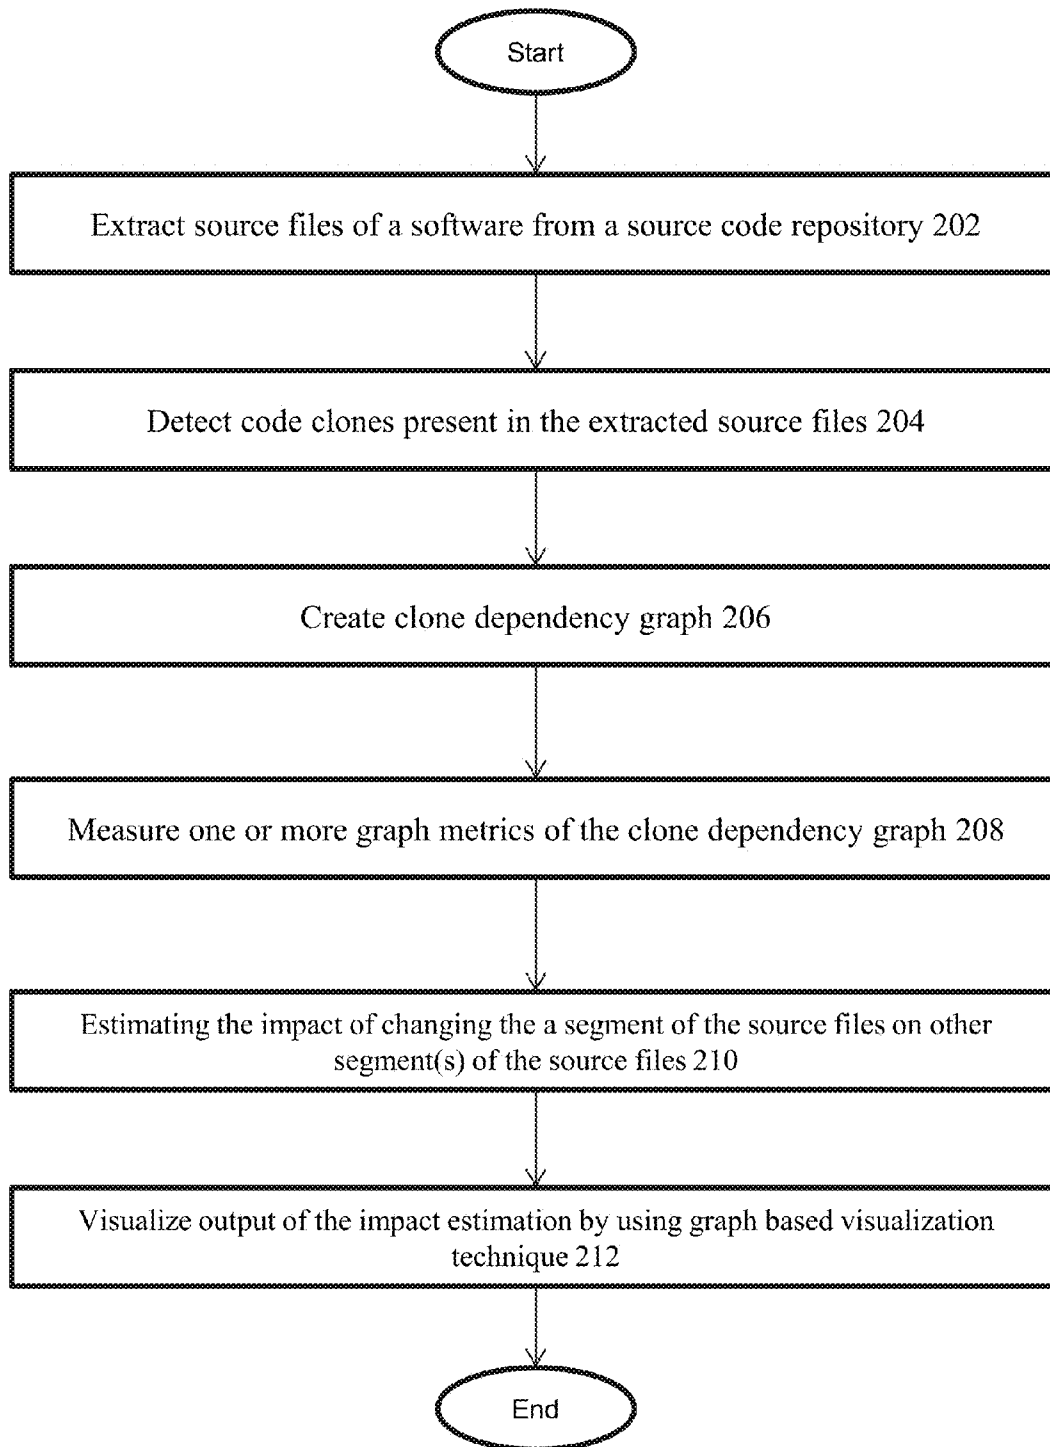 Start
Extract source files of a software from a source code repository 202
Detect code clones present in the extracted source files 204
Create clone dependency graph 206
Measure one or more graph metrics of the clone dependency graph 208
Estimating the impact of changing the a segment of the source files on other
segment(s) of the source files 210
Visualize output of the impact estimation by using graph based visualization
technique 212
End